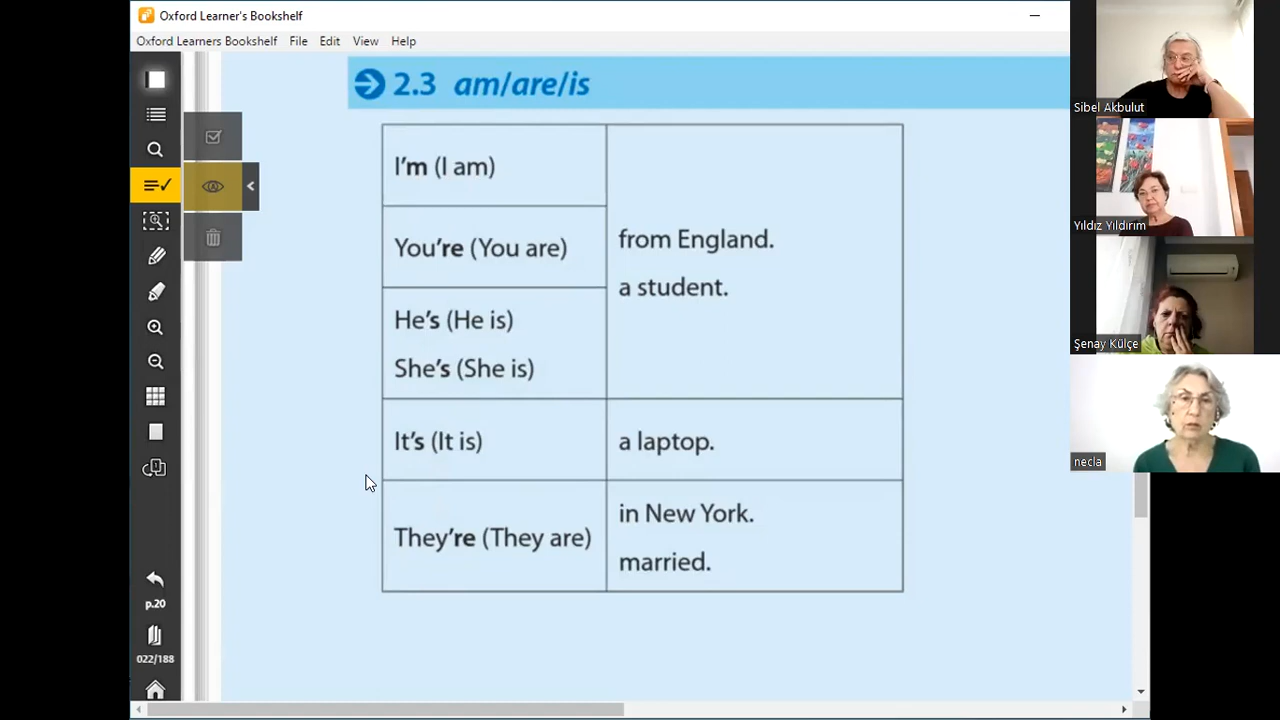 Oxford Learner's Bookshelf
Oxford Learners Bookshelf File Edit View Help
2.3 am/are/is
I'm (I am)
You're (You are)
from England.
a student.
He's (He is)
She's (She is)
It's (It is)
a laptop.
They're (They are)
in New York.
married.
p.20
022/188
Sibel Akbulut
Yıldız Yıldırım
Şenay Külçe
necla